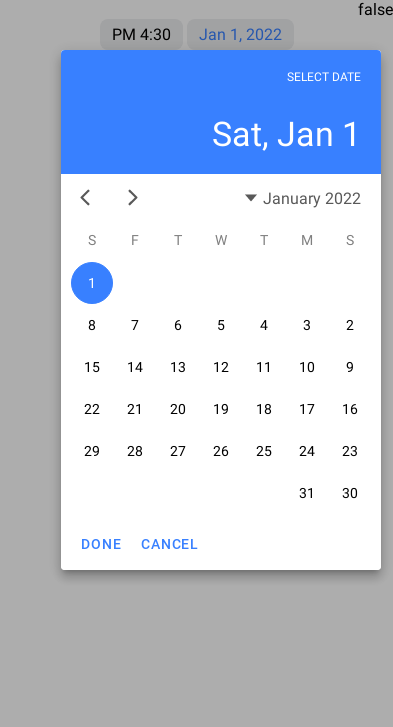 false
PM 4:30 Jan 1, 2022
SELECT DATE
Sat, Jan 1
January 2022
S F T W T M S
1
8 7 6 5 4 3 2
15 14 13 12 11 10 9
22 21 20 19 18 17 16
29 28 27 26 25 24 23
31 30
DONE CANCEL